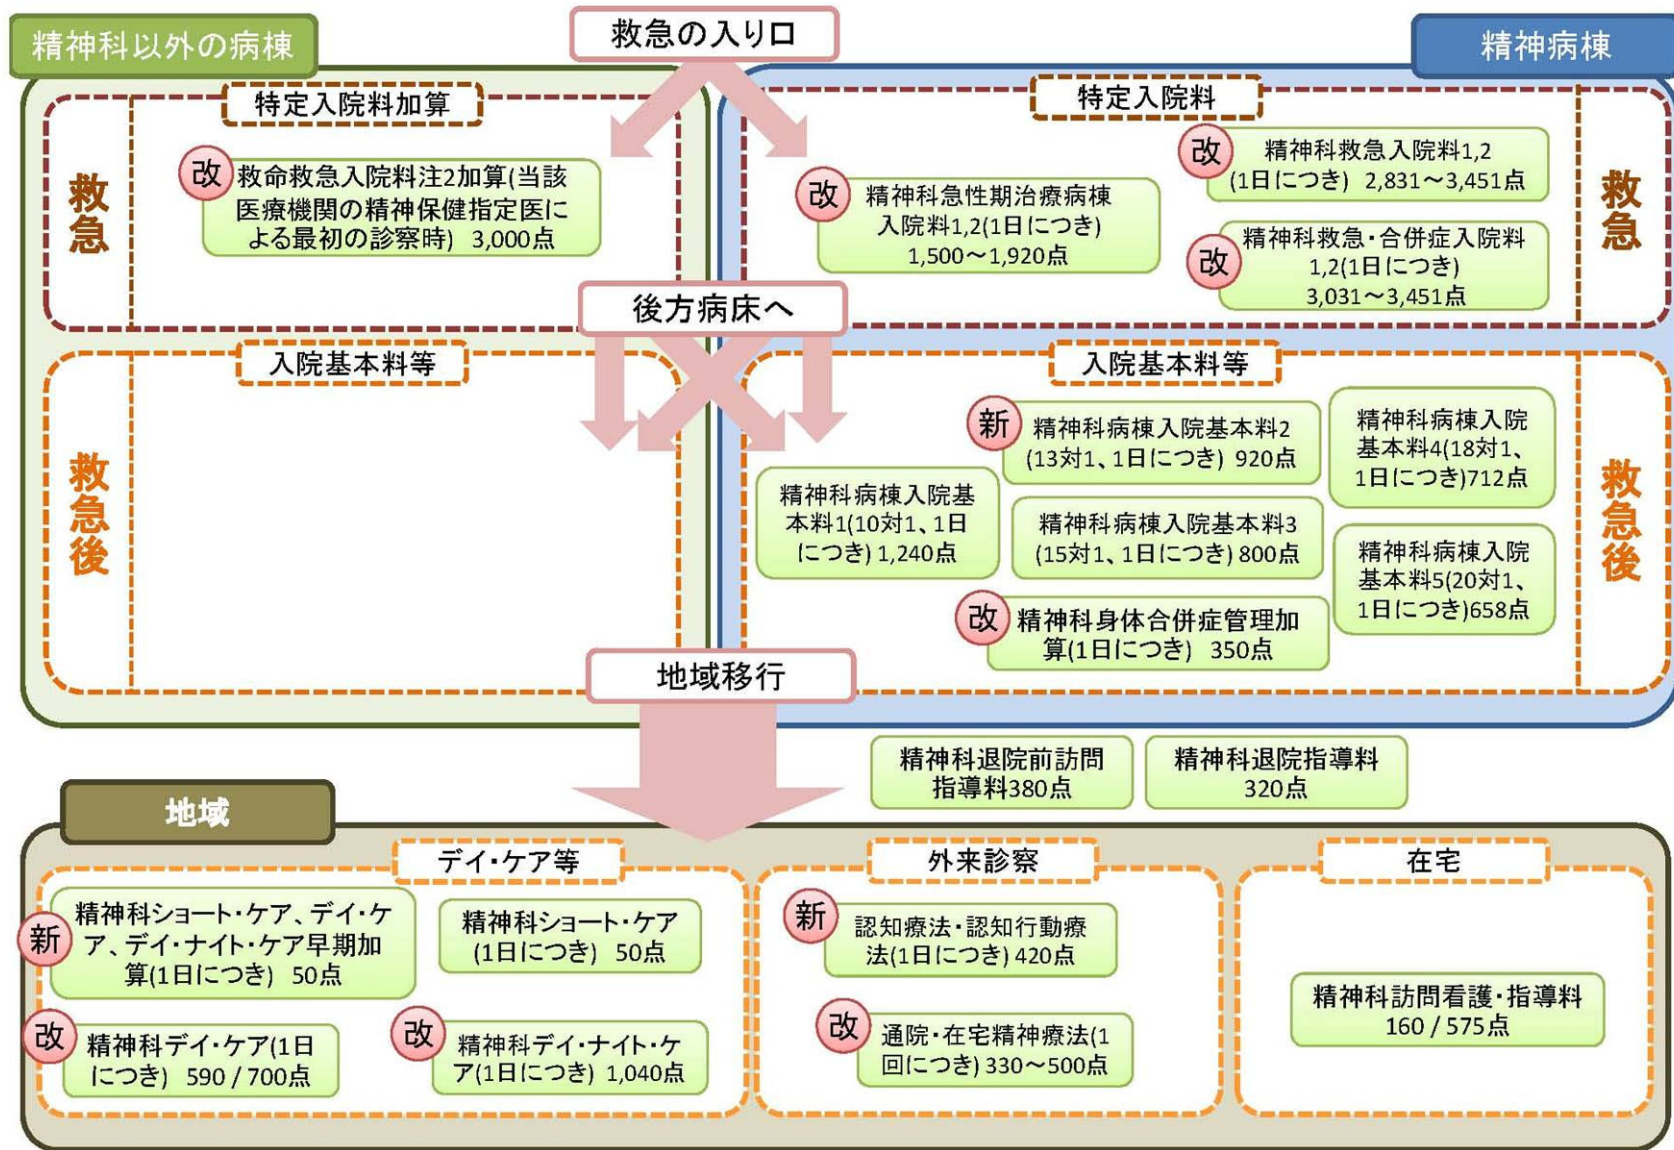 精神科以外の病棟
救急の入り口
精神病棟
特定入院料加算
救急
改
救命救急入院料注2加算(当該
医療機関の精神保健指定医に
よる最初の診察時) 3,000点
特定入院料
改
精神科急性期治療病棟
入院料1,2(1日につき)
1,500～1,920点
改
精神科救急入院料1,2
(1日につき) 2,831～3,451点
改
精神科救急・合併症入院料
1,2(1日につき)
3,031～3,451点
救急
後方病床へ
入院基本料等
救急後
入院基本料等
精神科病棟入院基
本料1(10対1、1日
につき) 1,240点
新
精神科病棟入院基本料2
(13対1、1日につき) 920点
精神科病棟入院基本料3
(15対1、1日につき) 800点
改
精神科身体合併症管理加
算(1日につき) 350点
精神科病棟入院
基本料4(18対1、
1日につき)712点
精神科病棟入院
基本料5(20対1、
1日につき)658点
救急後
地域移行
精神科退院前訪問
指導料380点
精神科退院指導料
320点
地域
デイ・ケア等
新
精神科ショート・ケア、デイ・ケ
ア、デイ・ナイト・ケア早期加
算(1日につき) 50点
精神科ショート・ケア
(1日につき) 50点
改
精神科デイ・ケア(1日
につき) 590 / 700点
改
精神科デイ・ナイト・ケ
ア(1日につき) 1,040点
外来診察
新
認知療法・認知行動療
法(1日につき) 420点
改
通院・在宅精神療法(1
回につき) 330～500点
在宅
精神科訪問看護・指導料
160 / 575点